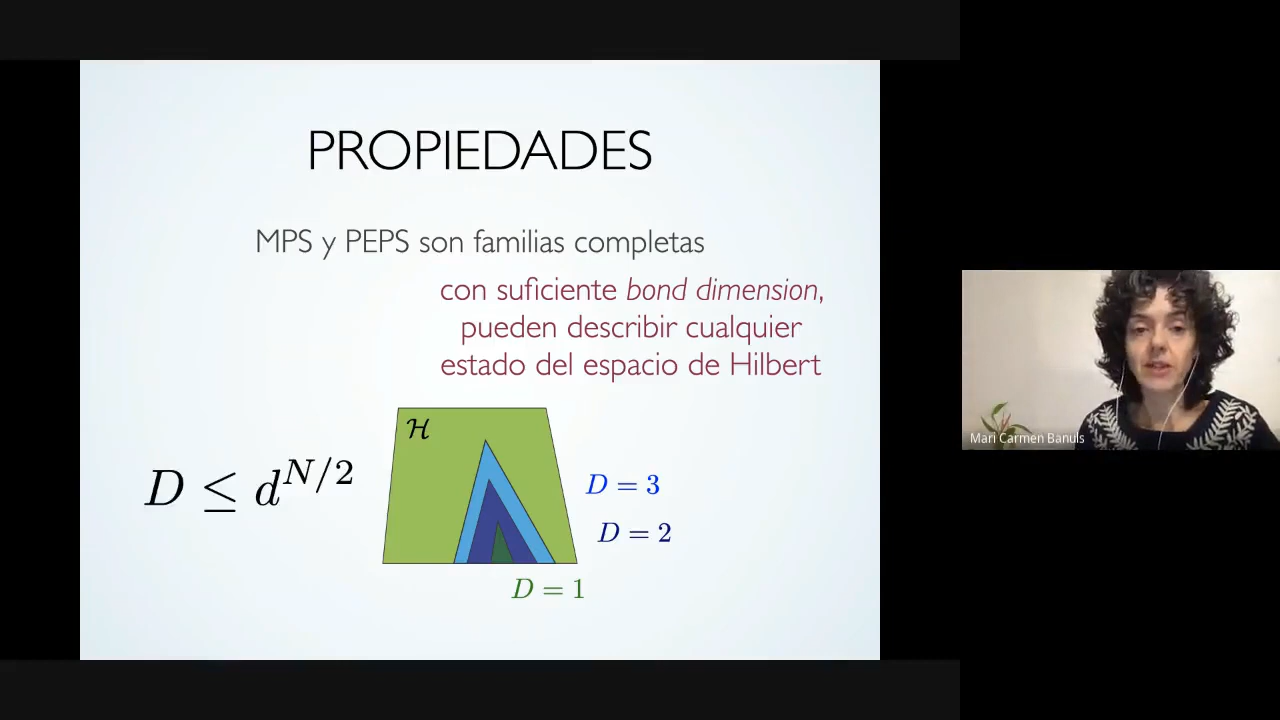 PROPIEDADES
MPS y PEPS son familias completas
con suficiente bond dimension,
pueden describir cualquier
estado del espacio de Hilbert
ℋ
D ≤ d^{N/2}
D = 3
D = 2
D = 1
Mari Carmen Banuls